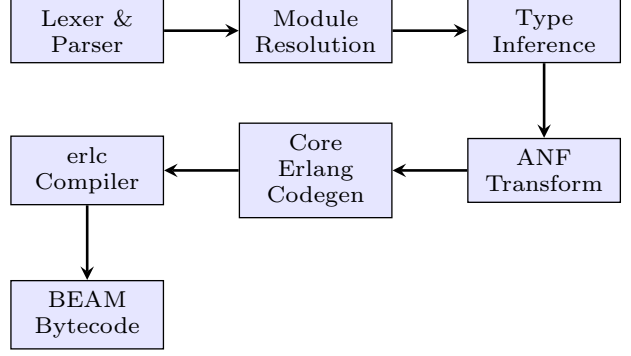 Lexer &
Parser
Module
Resolution
Type
Inference
ANF
Transform
Core
Erlang
Codegen
erlc
Compiler
BEAM
Bytecode